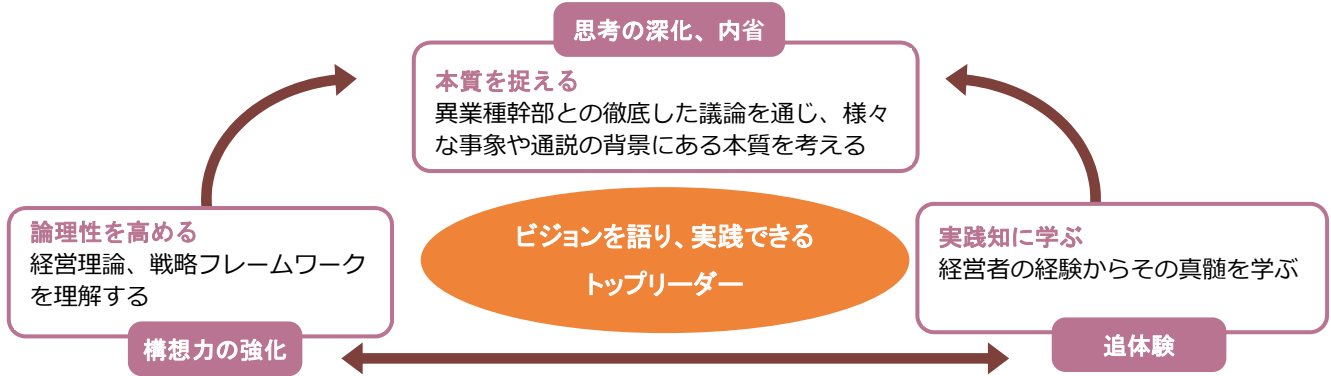 思考の深化、内省
本質を捉える
異業種幹部との徹底した議論を通じ、様々
な事象や通説の背景にある本質を考える
論理性を高める
経営理論、戦略フレームワーク
を理解する
構想力の強化
ビジョンを語り、実践できる
トップリーダー
実践知に学ぶ
経営者の経験からその真髄を学ぶ
追体験